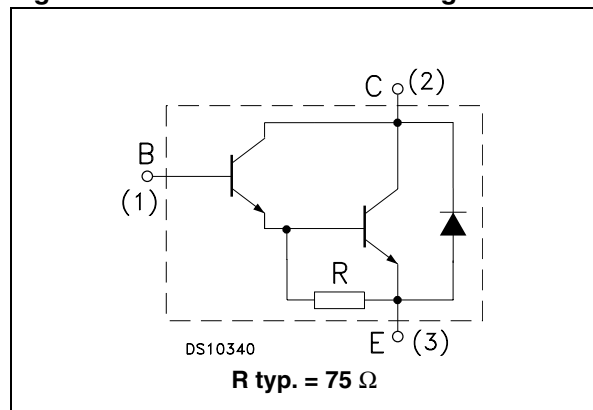 C (2)
B
(1)
R
DS10340
E (3)
R typ. = 75 Ω